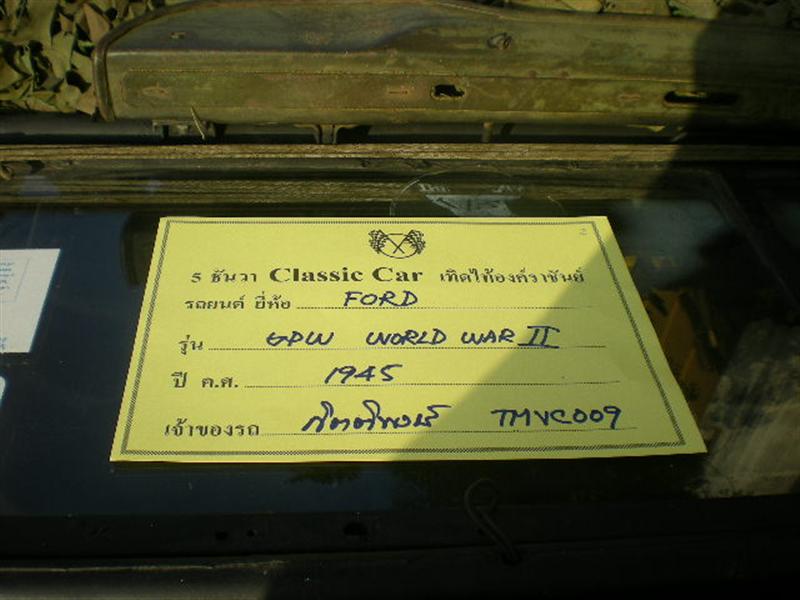 5 ธันวา Classic Car เทิดไท้องค์ราชันย์
รถยนต์ ยี่ห้อ FORD
รุ่น GPW WORLD WAR II
ปี ค.ศ. 1945
เจ้าของรถ TMVC009